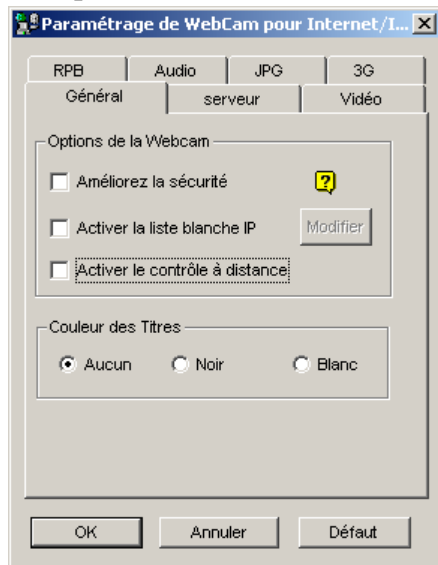 Paramétrage de WebCam pour Internet/I...
RPB Audio JPG 3G
Général serveur Vidéo
Options de la Webcam
Améliorez la sécurité ?
Activer la liste blanche IP Modifier
Activer le contrôle à distance
Couleur des Titres
Aucun Noir Blanc
OK Annuler Défaut